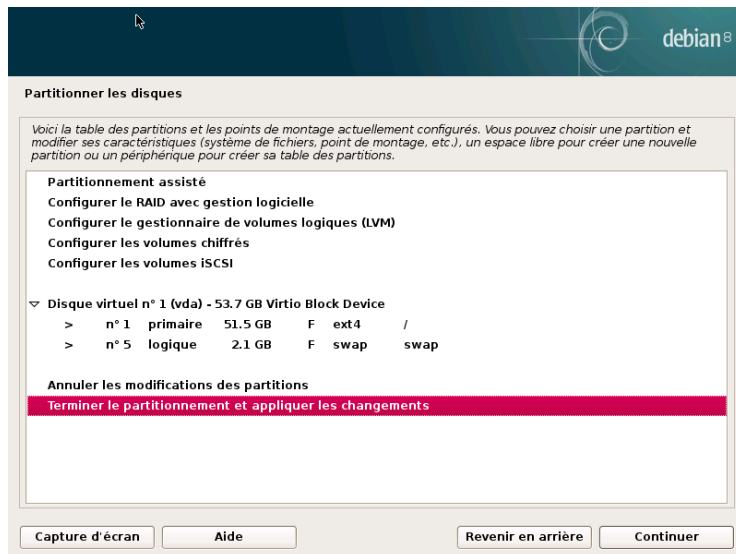 debian 8
Partitionner les disques
Voici la table des partitions et les points de montage actuellement configurés. Vous pouvez choisir une partition et
modifier ses caractéristiques (système de fichiers, point de montage, etc.), un espace libre pour créer une nouvelle
partition ou un périphérique pour créer sa table des partitions.
Partitionnement assisté
Configurer le RAID avec gestion logicielle
Configurer le gestionnaire de volumes logiques (LVM)
Configurer les volumes chiffrés
Configurer les volumes iSCSI
Disque virtuel n° 1 (vda) - 53.7 GB Virtio Block Device
> n° 1 primaire 51.5 GB F ext4 /
> n° 5 logique 2.1 GB F swap swap
Annuler les modifications des partitions
Terminer le partitionnement et appliquer les changements
Capture d'écran Aide Revenir en arrière Continuer